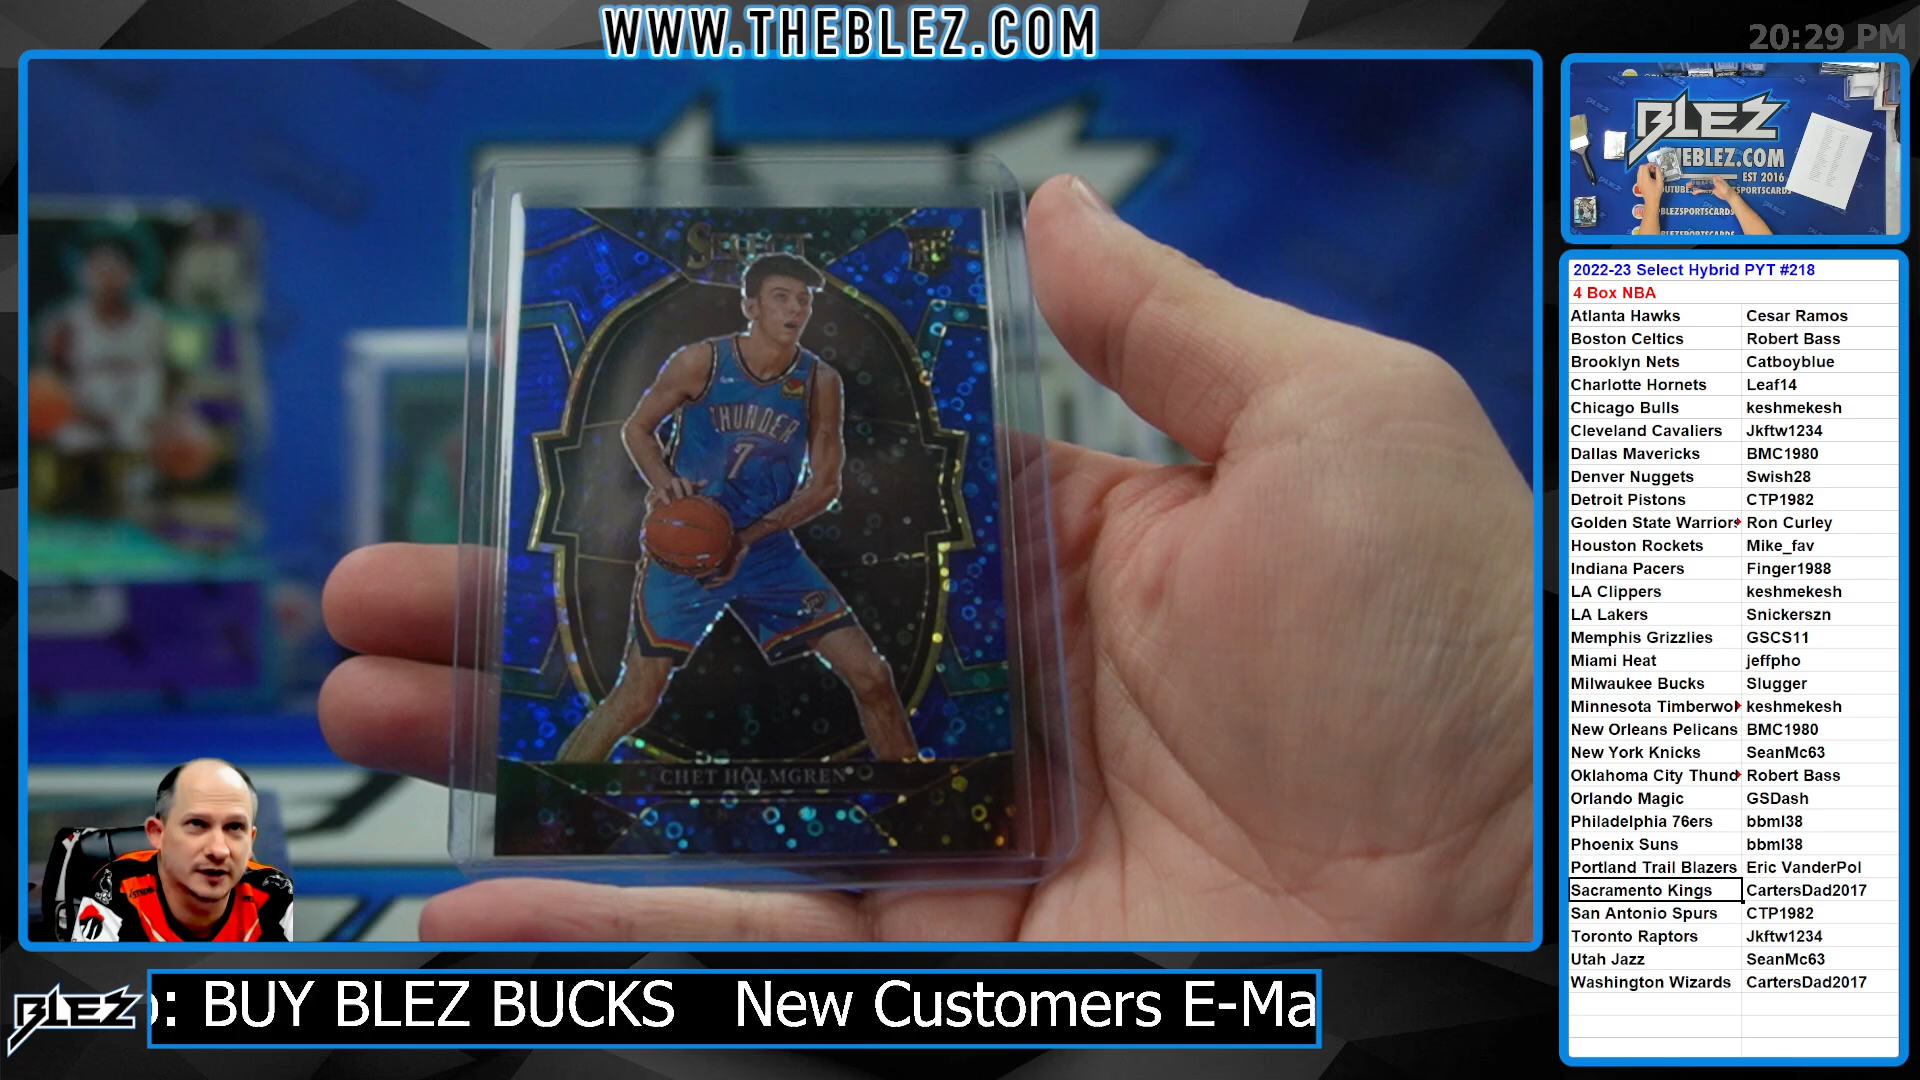 WWW.THEBLEZ.COM
20:29 PM
SELECT
THUNDER
7
CHET HOLMGREN
BLEZ
THEBLEZ.COM
EST 2016
BLEZSPORTSCARDS
BLEZSPORTSCARDS
2022-23 Select Hybrid PYT #218
4 Box NBA
Atlanta Hawks Cesar Ramos
Boston Celtics Robert Bass
Brooklyn Nets Catboyblue
Charlotte Hornets Leaf14
Chicago Bulls keshmekesh
Cleveland Cavaliers Jkftw1234
Dallas Mavericks BMC1980
Denver Nuggets Swish28
Detroit Pistons CTP1982
Golden State Warriors Ron Curley
Houston Rockets Mike_fav
Indiana Pacers Finger1988
LA Clippers keshmekesh
LA Lakers Snickerszn
Memphis Grizzlies GSCS11
Miami Heat jeffpho
Milwaukee Bucks Slugger
Minnesota Timberwol keshmekesh
New Orleans Pelicans BMC1980
New York Knicks SeanMc63
Oklahoma City Thund Robert Bass
Orlando Magic GSDash
Philadelphia 76ers bbml38
Phoenix Suns bbml38
Portland Trail Blazers Eric VanderPol
Sacramento Kings CartersDad2017
San Antonio Spurs CTP1982
Toronto Raptors Jkftw1234
Utah Jazz SeanMc63
Washington Wizards CartersDad2017
BLEZ
: BUY BLEZ BUCKS New Customers E-Ma